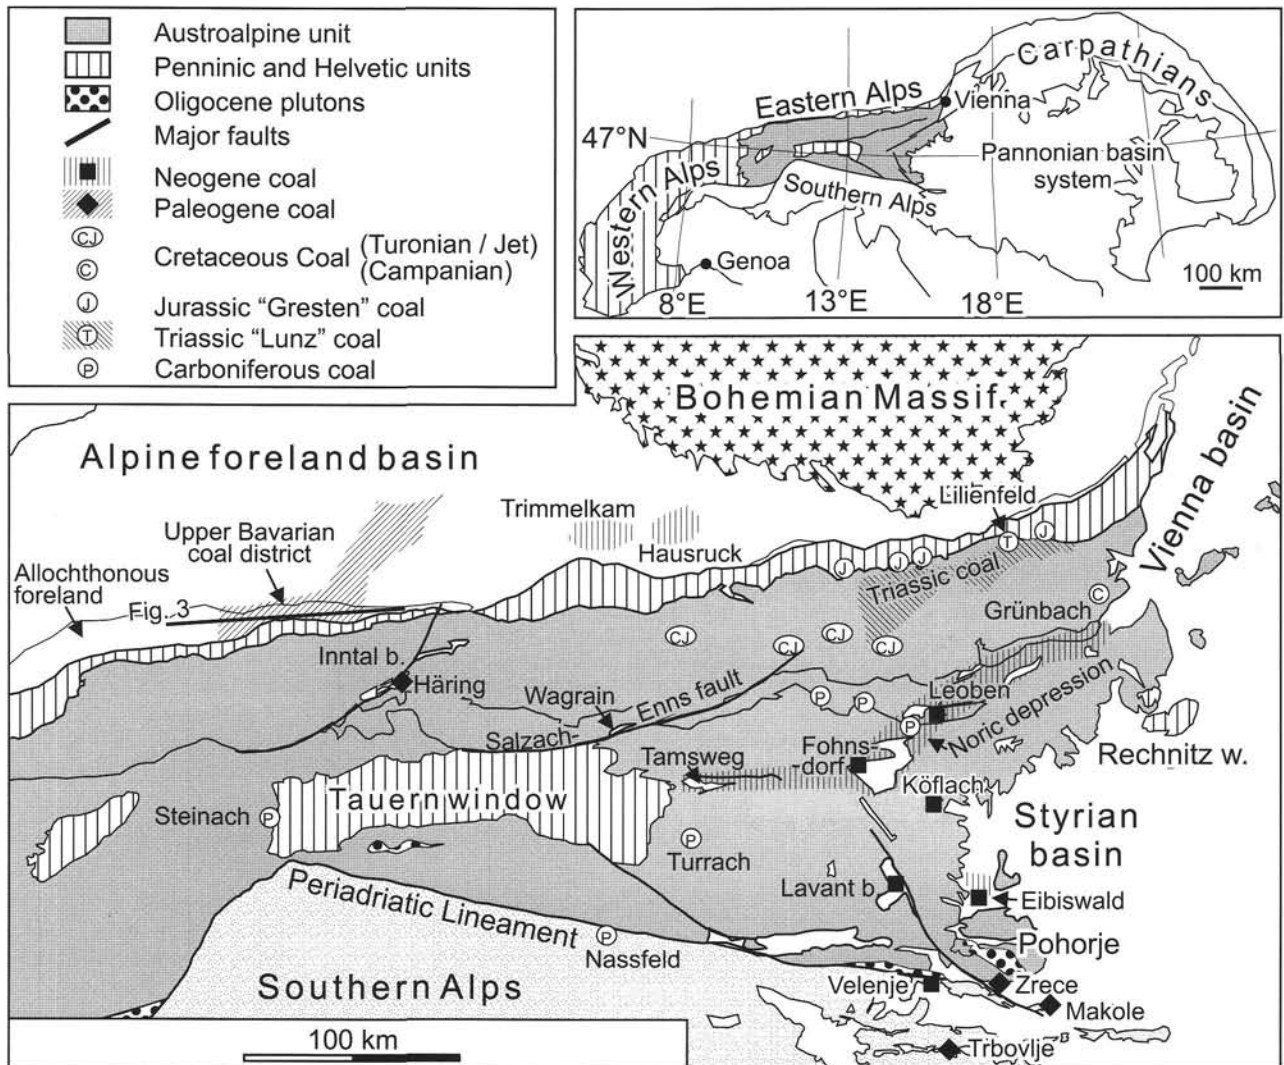 Austroalpine unit
Penninic and Helvetic units
Oligocene plutons
Major faults
Neogene coal
Paleogene coal
CJ
Cretaceous Coal (Turonian / Jet)
C
(Campanian)
J
Jurassic “Gresten” coal
T
Triassic “Lunz” coal
P
Carboniferous coal
Carpathians
Eastern Alps
Vienna
47°N
Pannonian basin
system
Western Alps
Southern Alps
Genoa
100 km
8°E
13°E
18°E
Bohemian Massif
Alpine foreland basin
Vienna basin
Lilienfeld
Trimmelkam
Upper Bavarian
coal district
Hausruck
T
J
J
J
J
Triassic coal
Allochthonous
foreland
Fig. 3
C
Grünbach
CJ
CJ
CJ
CJ
Inntal b.
Häring
Wagrain
Enns fault
Leoben
P
P
P
Noric depression
Salzach-
Tamsweg
Fohns-
-dorf
Rechnitz w.
Köflach
Tauern window
Steinach
P
P
Turrach
Styrian
basin
Lavant b.
Eibiswald
Periadriatic Lineament
P
Nassfeld
Pohorje
Southern Alps
Velenje
Zrece
Makole
Trbovlje
100 km